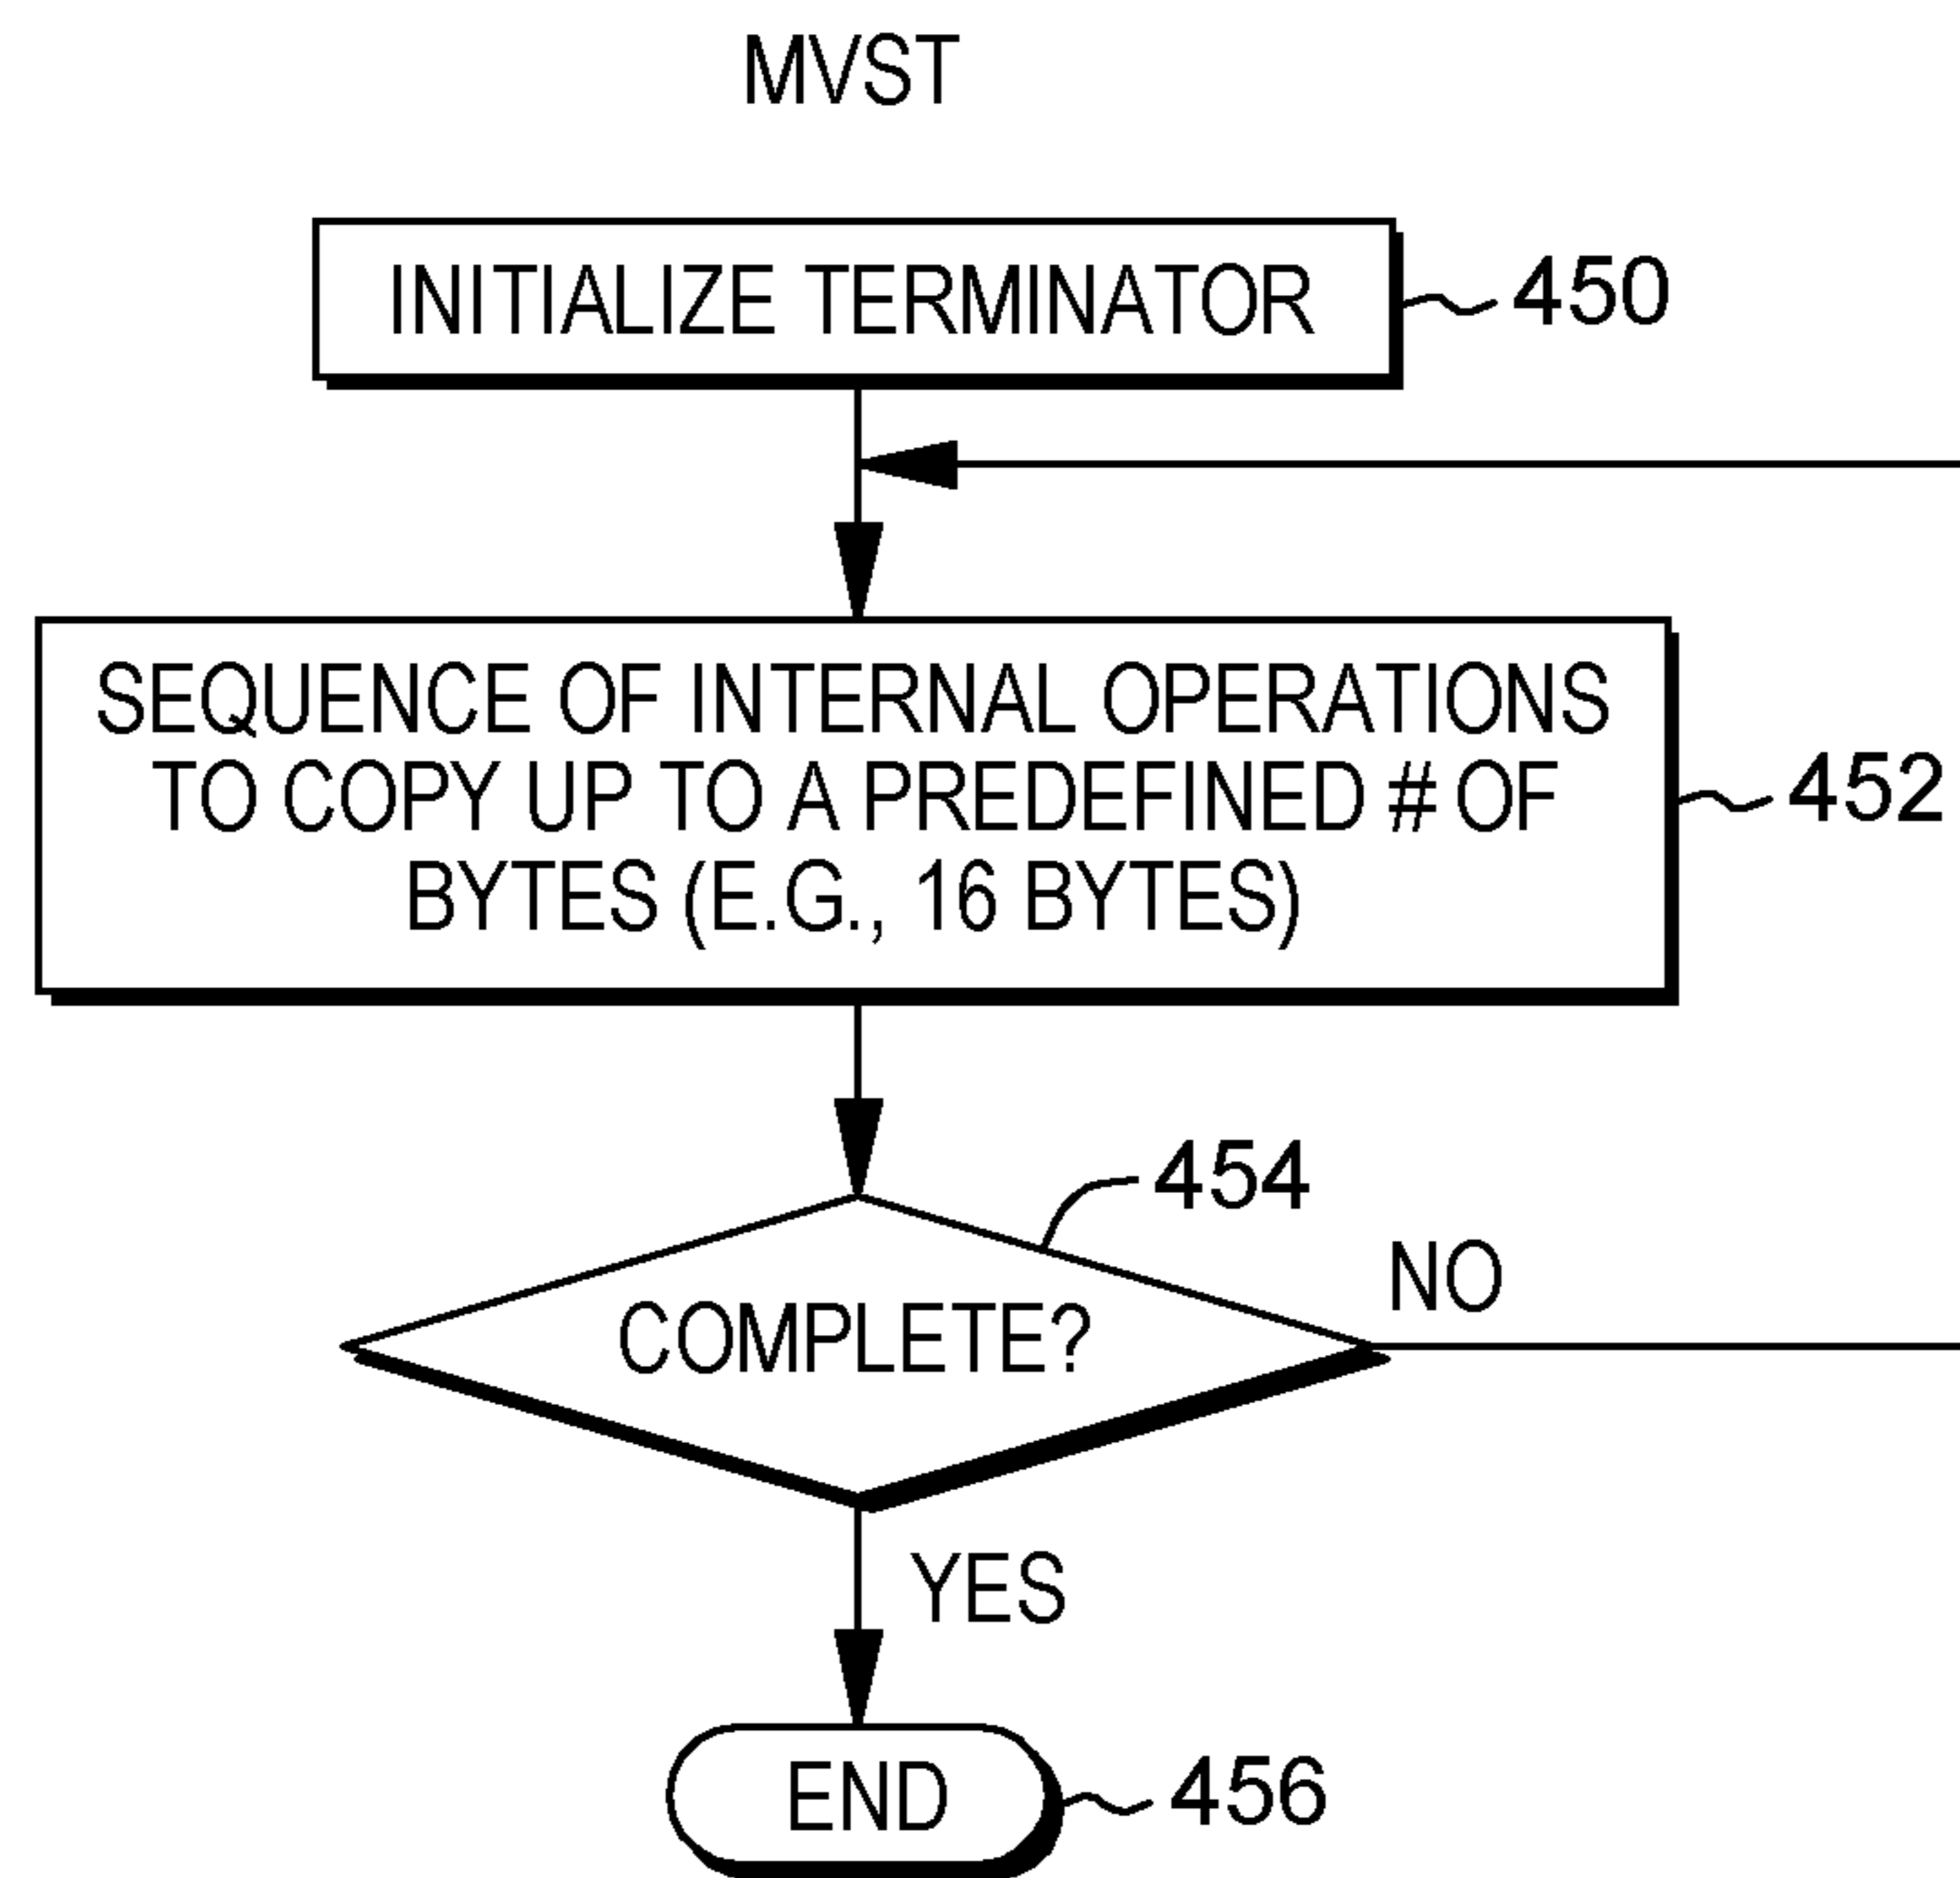 MVST
INITIALIZE TERMINATOR
450
SEQUENCE OF INTERNAL OPERATIONS
TO COPY UP TO A PREDEFINED # OF
BYTES (E.G., 16 BYTES)
452
454
NO
COMPLETE?
YES
END
456